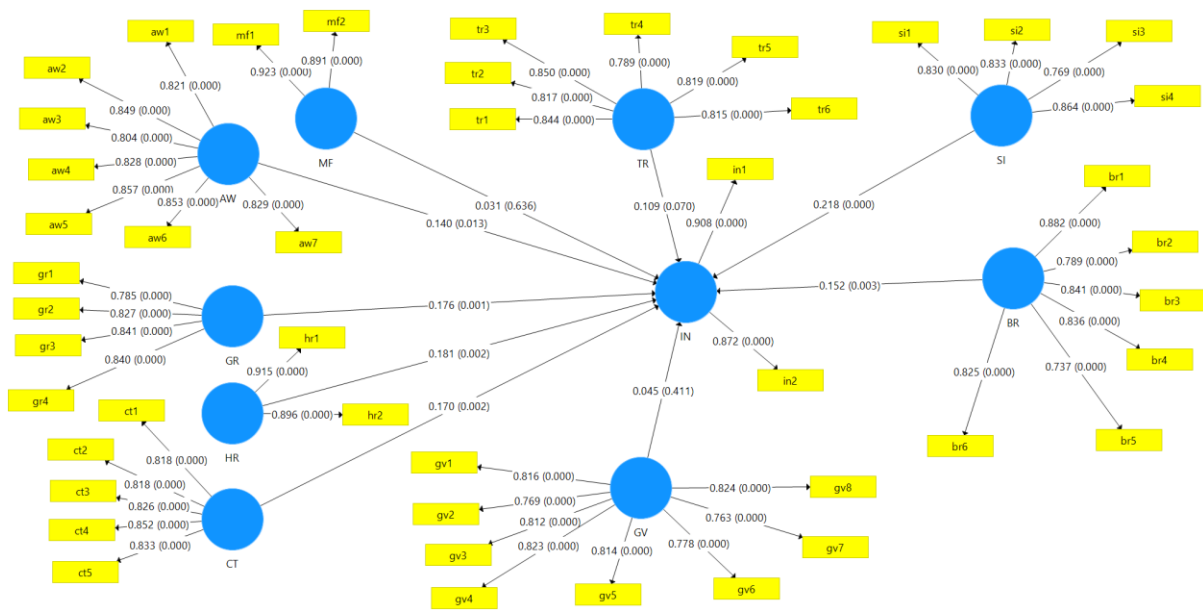 mf2
aw1
mf1
aw2
aw3
aw4
aw5
aw6
aw7
0.821 (0.000)
0.849 (0.000)
0.804 (0.000)
0.828 (0.000)
0.857 (0.000)
0.853 (0.000)
0.829 (0.000)
AW
0.923 (0.000)
0.891 (0.000)
MF
tr3
tr4
tr5
tr2
tr1
tr6
0.850 (0.000)
0.789 (0.000)
0.819 (0.000)
0.817 (0.000)
0.844 (0.000)
0.815 (0.000)
TR
si1
si2
si3
si4
0.830 (0.000)
0.833 (0.000)
0.769 (0.000)
0.864 (0.000)
SI
0.031 (0.636)
0.140 (0.013)
0.109 (0.070)
0.218 (0.000)
in1
0.908 (0.000)
IN
0.872 (0.000)
in2
0.176 (0.001)
0.181 (0.002)
0.170 (0.002)
0.045 (0.411)
0.152 (0.003)
br1
br2
br3
br4
br5
br6
0.882 (0.000)
0.789 (0.000)
0.841 (0.000)
0.836 (0.000)
0.737 (0.000)
0.825 (0.000)
BR
gr1
gr2
gr3
gr4
0.785 (0.000)
0.827 (0.000)
0.841 (0.000)
0.840 (0.000)
GR
hr1
0.915 (0.000)
0.896 (0.000)
hr2
HR
ct1
ct2
ct3
ct4
ct5
0.818 (0.000)
0.818 (0.000)
0.826 (0.000)
0.852 (0.000)
0.833 (0.000)
CT
gv1
gv2
gv3
gv4
gv5
gv6
gv7
gv8
0.816 (0.000)
0.769 (0.000)
0.812 (0.000)
0.823 (0.000)
0.814 (0.000)
0.778 (0.000)
0.763 (0.000)
0.824 (0.000)
GV